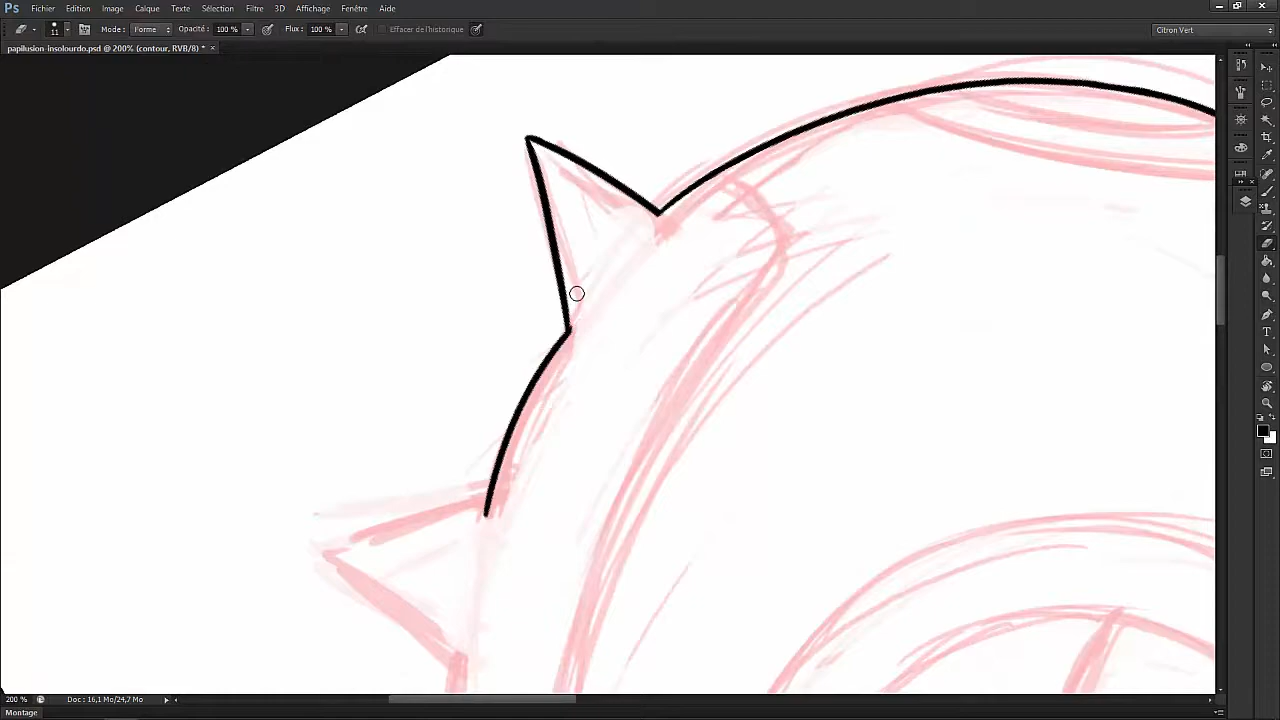 Ps Fichier Edition Image Calque Texte Sélection Filtre 3D Affichage Fenêtre Aide
11 Mode : Forme Opacité : 100 % Flux : 100 % Effacer de l'historique Citron Vert
papilusion-insolourdo.psd @ 200% (contour, RVB/8) * ×
200 % Doc : 16,1 Mo/24,7 Mo
Montage